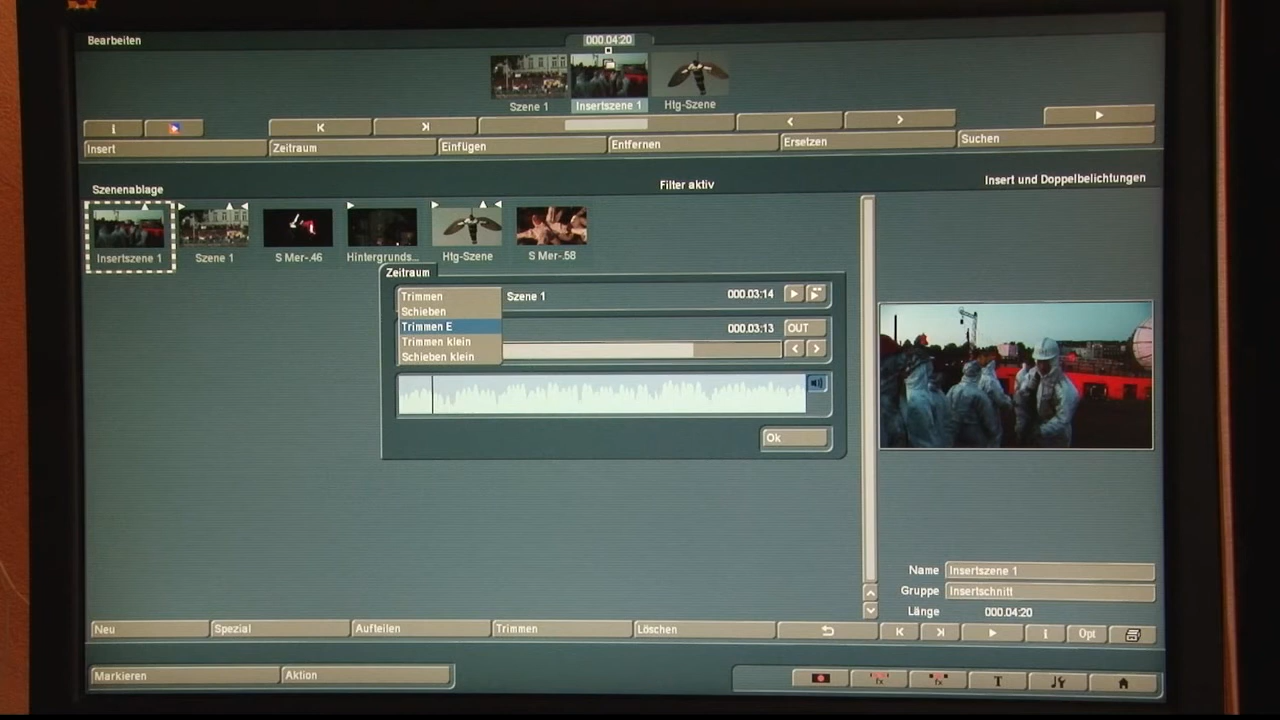 Bearbeiten
000.04:20
Szene 1
Insertszene 1
Htg-Szene
Insert
Zeitraum
Einfügen
Entfernen
Ersetzen
Suchen
Szenenablage
Filter aktiv
Insert und Doppelbelichtungen
Insertszene 1
Szene 1
S Mer-.46
Hintergrunds...
Htg-Szene
S Mer-.58
Zeitraum
Trimmen
Szene 1
000.03:14
Schieben
Trimmen E
000.03:13
OUT
Trimmen klein
Schieben klein
Ok
Name
Insertszene 1
Gruppe
Insertschnitt
Länge
000.04:20
Neu
Spezial
Aufteilen
Trimmen
Löschen
i
Opt
Markieren
Aktion
T